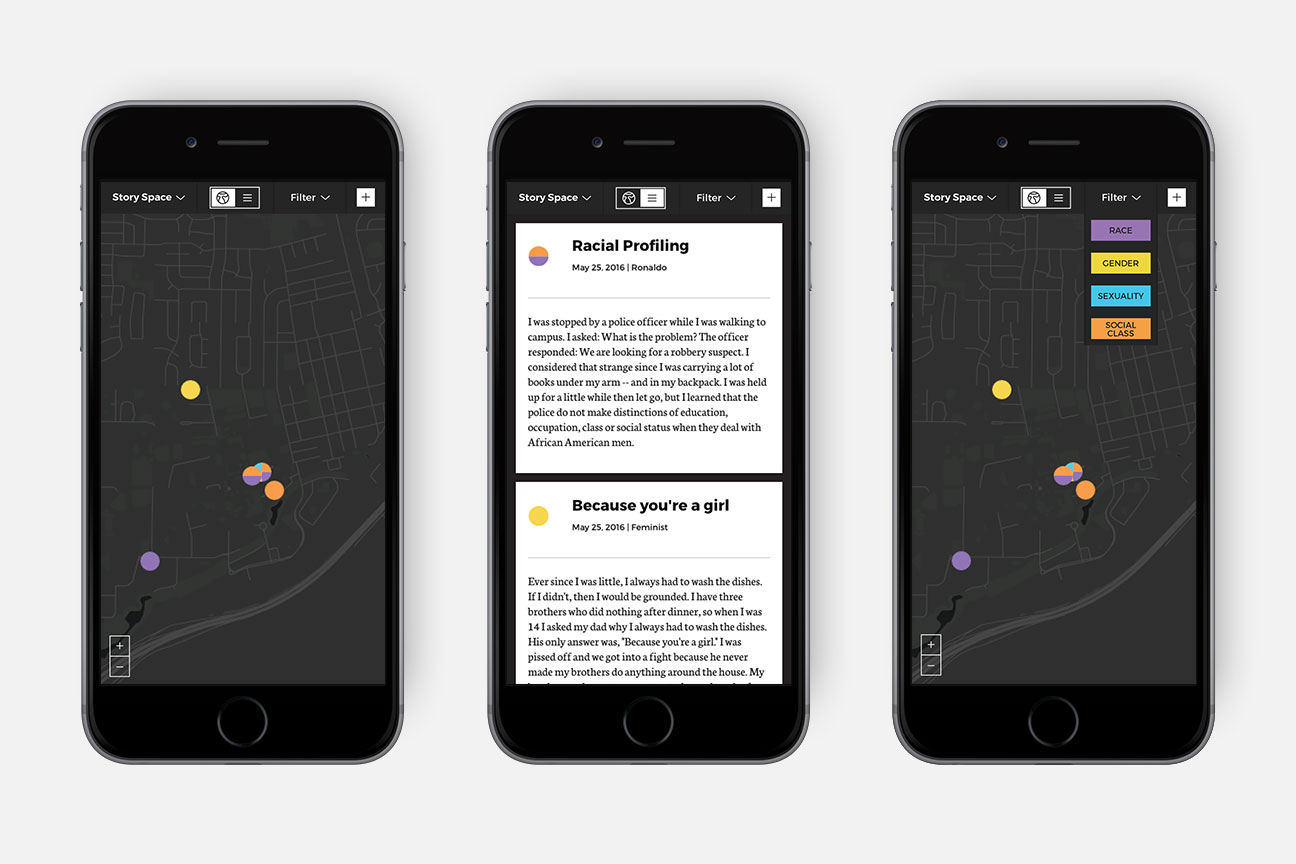 Story Space
Filter
+
+
−
Story Space
Filter
+
Racial Profiling
May 25, 2016 | Ronaldo
I was stopped by a police officer while I was walking to
campus. I asked: What is the problem? The officer
responded: We are looking for a robbery suspect. I
considered that strange since I was carrying a lot of
books under my arm -- and in my backpack. I was held
up for a little while then let go, but I learned that the
police do not make distinctions of education,
occupation, class or social status when they deal with
African American men.
Because you're a girl
May 25, 2016 | Feminist
Ever since I was little, I always had to wash the dishes.
If I didn't, then I would be grounded. I have three
brothers who did nothing after dinner, so when I was
14 I asked my dad why I always had to wash the dishes.
His only answer was, "Because you're a girl." I was
pissed off and we got into a fight because he never
made my brothers do anything around the house. My
Story Space
Filter
+
RACE
GENDER
SEXUALITY
SOCIAL
CLASS
+
−